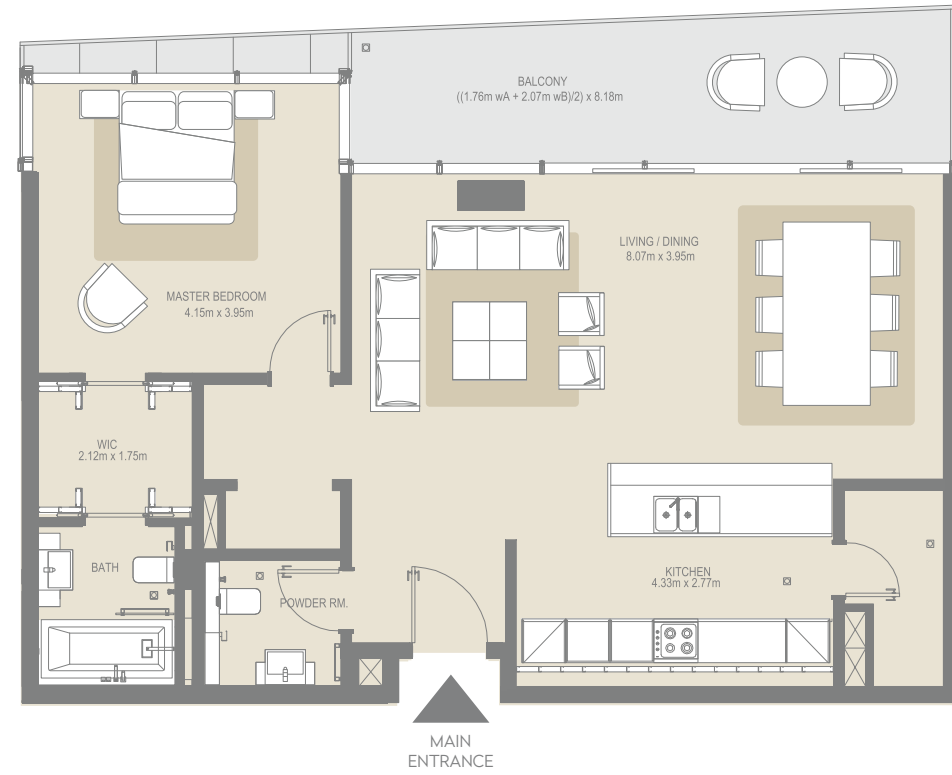 BALCONY
((1.76m wA + 2.07m wB)/2) x 8.18m
LIVING / DINING
8.07m x 3.95m
MASTER BEDROOM
4.15m x 3.95m
WIC
2.12m x 1.75m
BATH
POWDER RM.
KITCHEN
4.33m x 2.77m
MAIN
ENTRANCE